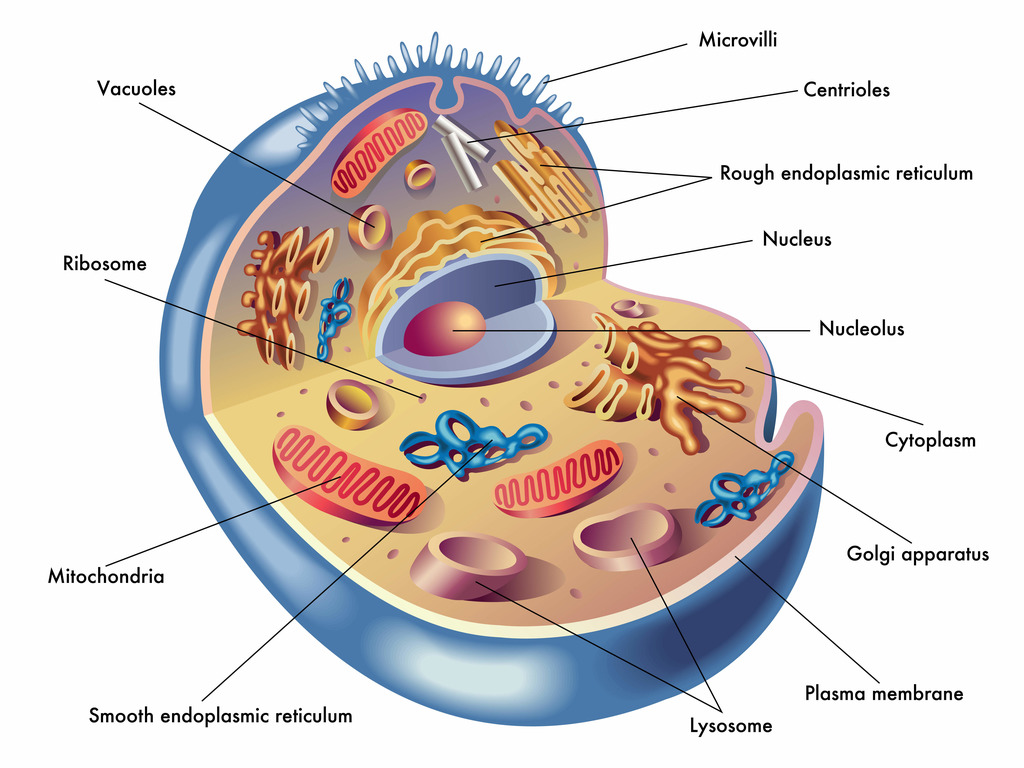 Microvilli
Vacuoles
Centrioles
Rough endoplasmic reticulum
Nucleus
Ribosome
Nucleolus
Cytoplasm
Golgi apparatus
Mitochondria
Plasma membrane
Smooth endoplasmic reticulum
Lysosome